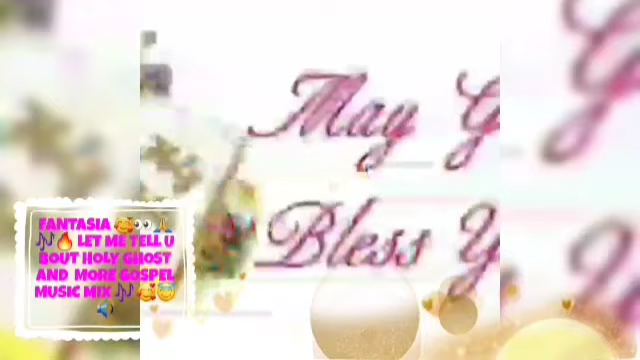 May G
Bless Y
FANTASIA 🥰👀🙏
🎶🔥 LET ME TELL U
BOUT HOLY GHOST
AND MORE GOSPEL
MUSIC MIX 🎶🥰😇
🔊